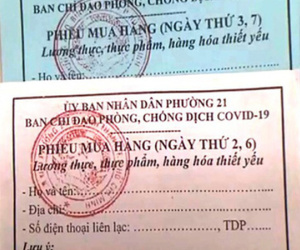 BAN CHỈ ĐẠO PHÒNG, CHỐNG DỊCH
PHIẾU MUA HÀNG (NGÀY THỨ 3, 7)
Lương thực, thực phẩm, hàng hóa thiết yếu
- Họ và tên:
ỦY BAN NHÂN DÂN PHƯỜNG 21
BAN CHỈ ĐẠO PHÒNG, CHỐNG DỊCH COVID-19
PHIẾU MUA HÀNG (NGÀY THỨ 2, 6)
Lương thực, thực phẩm, hàng hóa thiết yếu
- Họ và tên:
- Địa chỉ:
- Số điện thoại liên lạc: , TDP
Lưu ý: